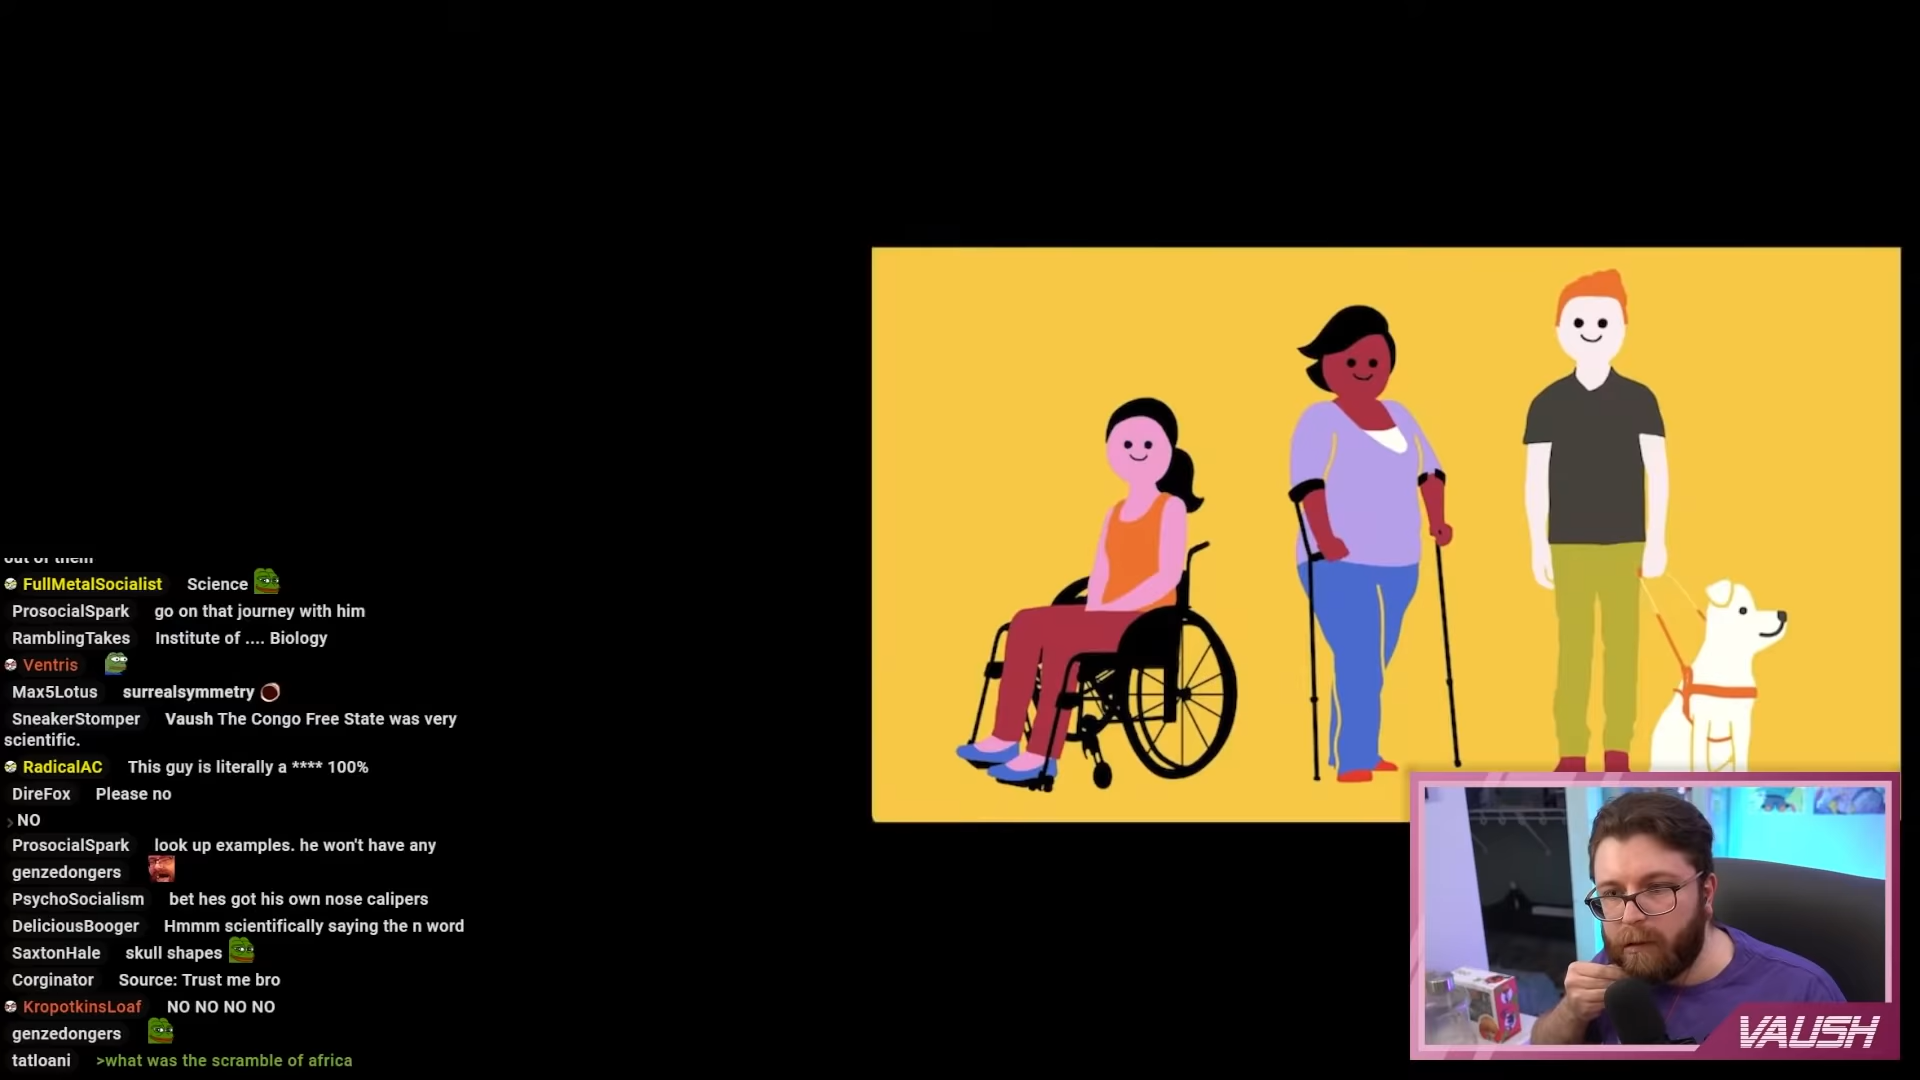 out of them
FullMetalSocialist Science
ProsocialSpark go on that journey with him
RamblingTakes Institute of .... Biology
Ventris
Max5Lotus surrealsymmetry
SneakerStomper Vaush The Congo Free State was very
scientific.
RadicalAC This guy is literally a **** 100%
DireFox Please no
NO
ProsocialSpark look up examples. he won't have any
genzedongers
PsychoSocialism bet hes got his own nose calipers
DeliciousBooger Hmmm scientifically saying the n word
SaxtonHale skull shapes
Corginator Source: Trust me bro
KropotkinsLoaf NO NO NO NO
genzedongers
tatloani >what was the scramble of africa
VAUSH